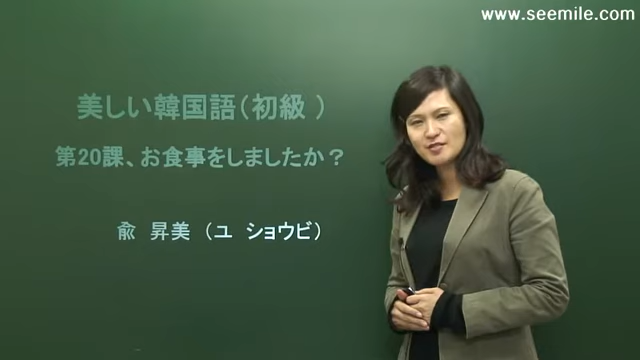 www.seemile.com
美しい韓国語(初級 )
第20課、お食事をしましたか?
兪 昇美 (ユ ショウビ)